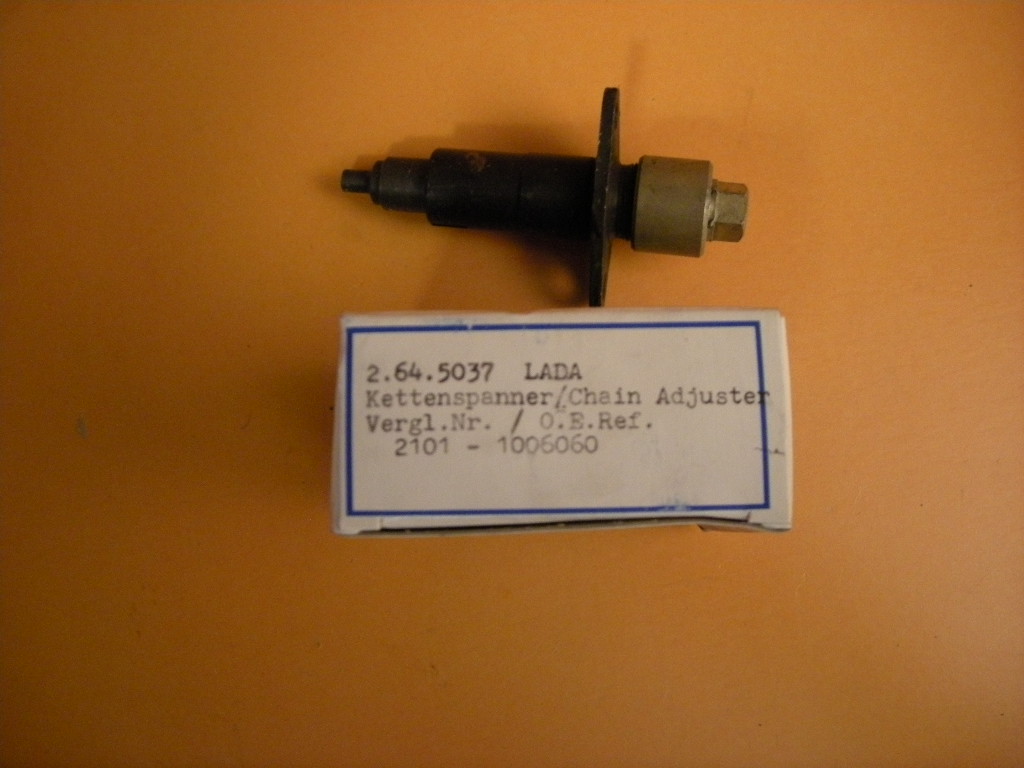 2.64.5037 LADA
Kettenspanner/Chain Adjuster
Vergl.Nr. / O.E.Ref.
2101 - 1006060